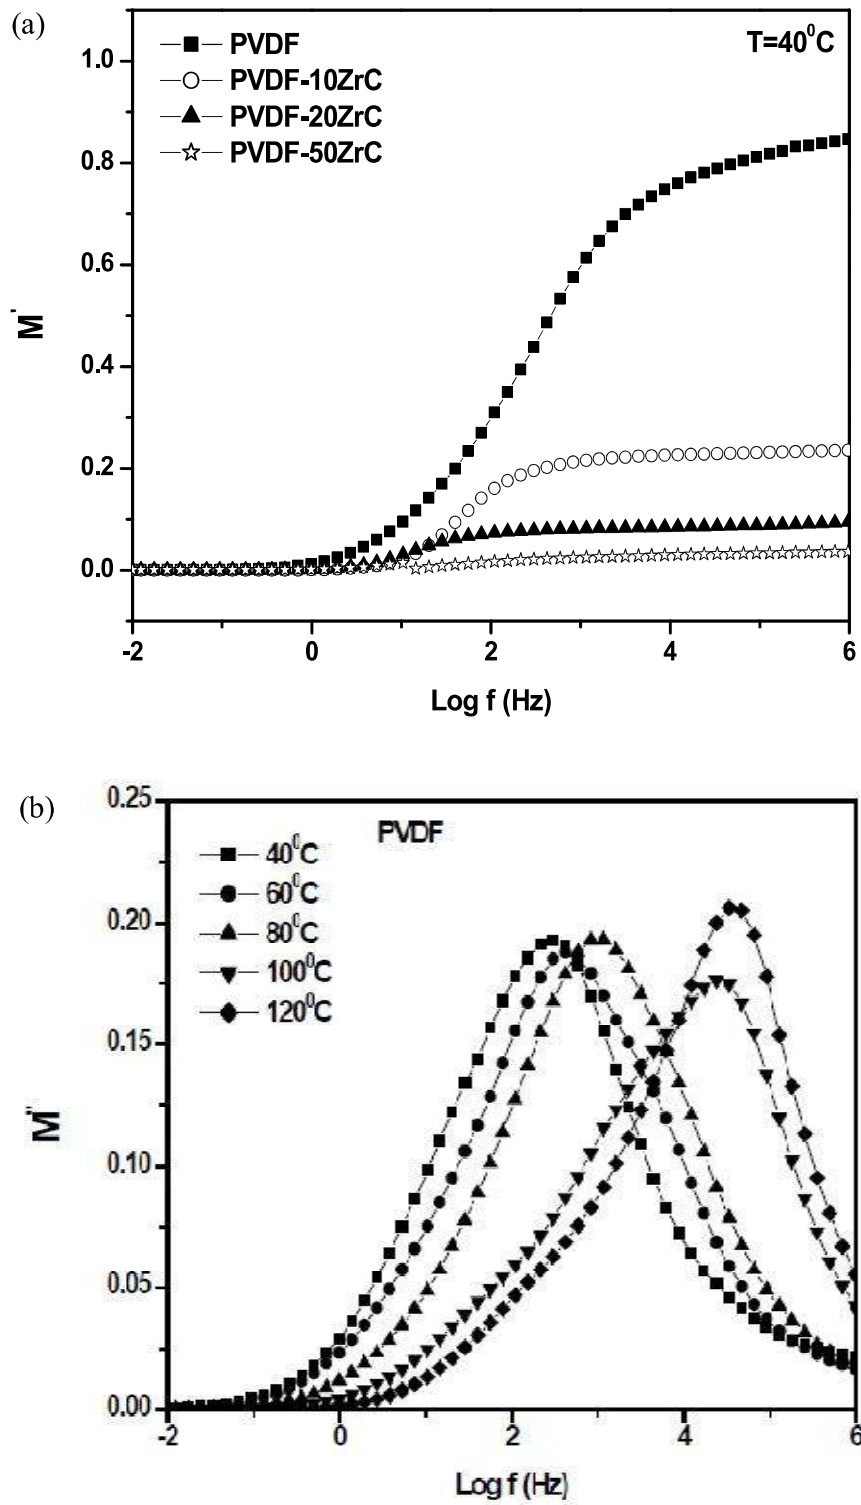 (a)
PVDF
T=40⁰C
PVDF-10ZrC
PVDF-20ZrC
PVDF-50ZrC
1.0
0.8
0.6
0.4
0.2
0.0
M'
-2 0 2 4 6
Log f (Hz)
(b)
0.25
PVDF
40⁰C
60⁰C
80⁰C
100⁰C
120⁰C
0.20
0.15
0.10
0.05
0.00
M"
-2 0 2 4 6
Log f (Hz)